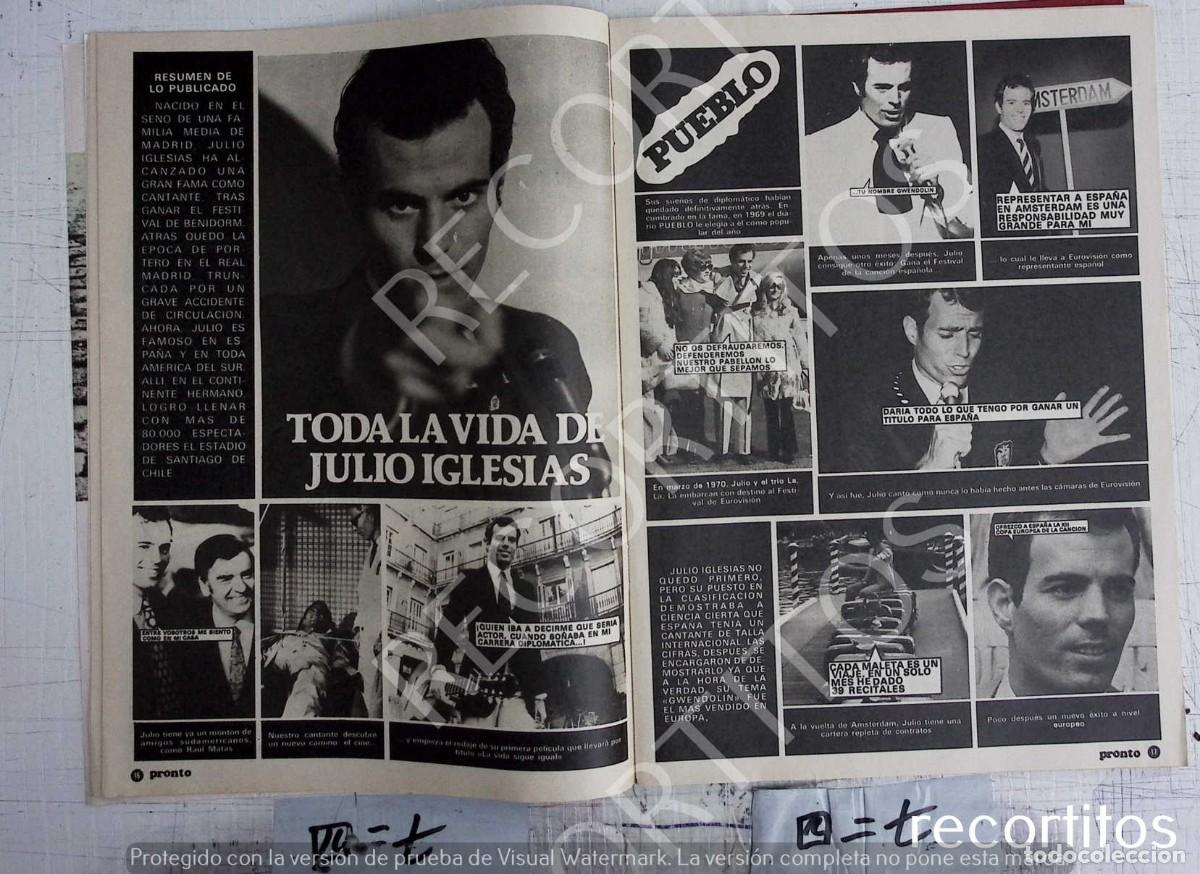 RESUMEN DE
LO PUBLICADO
NACIDO EN EL
SENO DE UNA FA
MILIA MEDIA DE
MADRID. JULIO
IGLESIAS HA AL
CANZADO UNA
GRAN FAMA COMO
CANTANTE. TRAS
GANAR EL FESTI
VAL DE BENIDORM.
ATRAS QUEDO LA
EPOCA DE POR
TERO EN EL REAL
MADRID. TRUN
CADA POR UN
GRAVE ACCIDENTE
DE CIRCULACION.
AHORA, JULIO ES
FAMOSO EN ES
PAÑA Y EN TODA
AMERICA DEL SUR.
ALLI, EN EL CONTI
NENTE HERMANO,
LOGRO LLENAR
CON MAS DE
80.000 ESPECTA
DORES EL ESTADIO
DE SANTIAGO DE
CHILE
TODA LA VIDA DE
JULIO IGLESIAS
ENTRE VOSOTROS ME SIENTO
COMO EN MI CASA
Julio tiene ya un montón de
amigos sudamericanos,
como Raúl Matas
Nuestro cantante descubre
un nuevo camino: el cine...
¡QUIEN IBA A DECIRME QUE SERIA
ACTOR, CUANDO SOÑABA EN MI
CARRERA DIPLOMATICA...!
...y empieza el rodaje de su primera película que llevará por
título «La vida sigue igual»
16 pronto
PUEBLO
Sus sueños de diplomático habían
quedado definitivamente atrás. En
cumbrado en la fama, en 1969 el dia
rio PUEBLO le elegía a él como popu
lar del año
...TU NOMBRE GWENDOLIN
Apenas unos meses después, Julio
consigue otro éxito. Gana el Festival
de la canción española...
AMSTERDAM
REPRESENTAR A ESPAÑA
EN AMSTERDAM ES UNA
RESPONSABILIDAD MUY
GRANDE PARA MI
... lo cual le lleva a Eurovisión como
representante español
NO OS DEFRAUDAREMOS.
DEFENDEREMOS
NUESTRO PABELLON LO
MEJOR QUE SEPAMOS
En marzo de 1970, Julio y el trío La,
La, La embarcan con destino al Festi
val de Eurovisión
DARIA TODO LO QUE TENGO POR GANAR UN
TITULO PARA ESPAÑA
Y así fue, Julio cantó como nunca lo había hecho antes las cámaras de Eurovisión
JULIO IGLESIAS NO
QUEDO PRIMERO,
PERO SU PUESTO EN
LA CLASIFICACION
DEMOSTRABA A
CIENCIA CIERTA QUE
ESPAÑA TENIA UN
CANTANTE DE TALLA
INTERNACIONAL. LAS
CIFRAS, DESPUES, SE
ENCARGARON DE DE
MOSTRARLO YA QUE
A LA HORA DE LA
VERDAD, SU TEMA
«GWENDOLIN», FUE
EL MAS VENDIDO EN
EUROPA,
CADA MALETA ES UN
VIAJE. EN UN SOLO
MES HE DADO
39 RECITALES
A la vuelta de Amsterdam, Julio tiene una
cartera repleta de contratos
OFREZCO A ESPAÑA LA XII
COPA EUROPEA DE LA CANCION
Poco después un nuevo éxito a nivel
europeo
pronto 17
四=七
四=七
RECORTITOS
recortitos
todocoleccion
Protegido con la versión de prueba de Visual Watermark. La versión completa no pone esta marca.